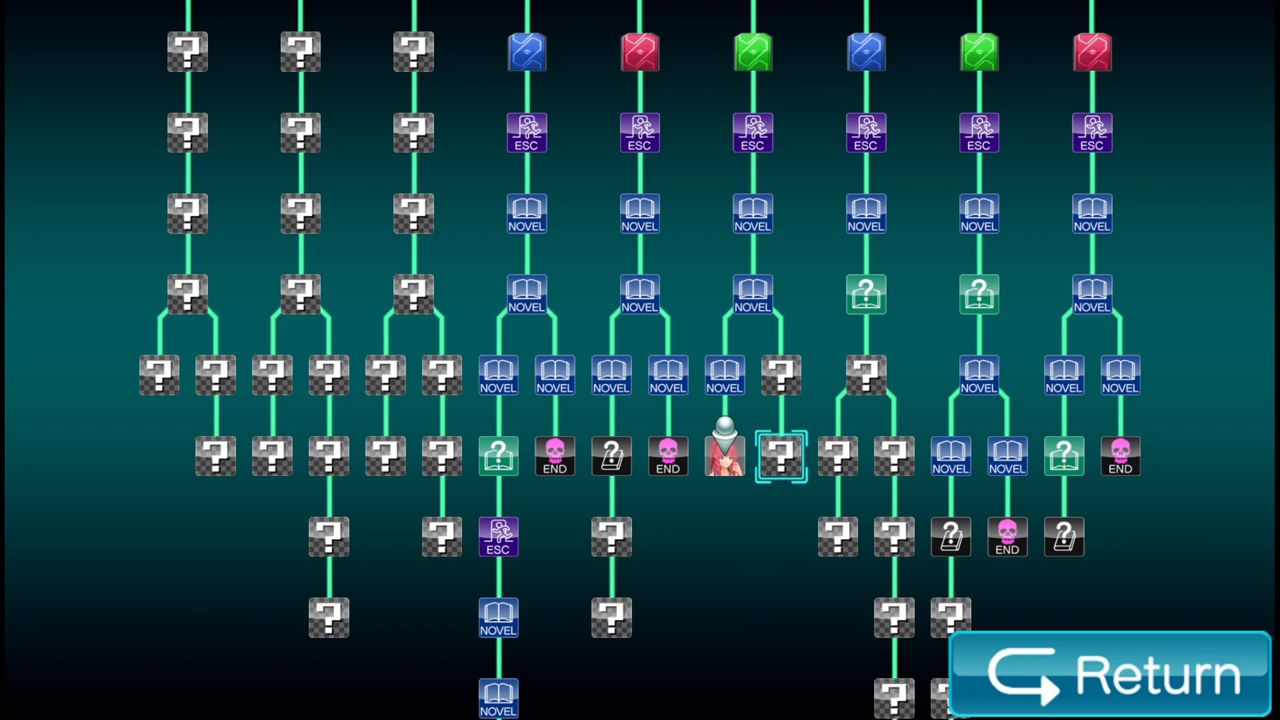 ? ? ?
? ? ? ESC ESC ESC ESC ESC ESC
? ? ? NOVEL NOVEL NOVEL NOVEL NOVEL NOVEL
? ? ? NOVEL NOVEL NOVEL ? ? NOVEL
? ? ? ? ? ? NOVEL NOVEL NOVEL NOVEL NOVEL ? ? NOVEL NOVEL NOVEL
? ? ? ? ? ? END ? END ? ? ? NOVEL NOVEL ? END
? ? ESC ? ? ? ? END ?
? NOVEL ? ? ?
NOVEL ? ?
Return